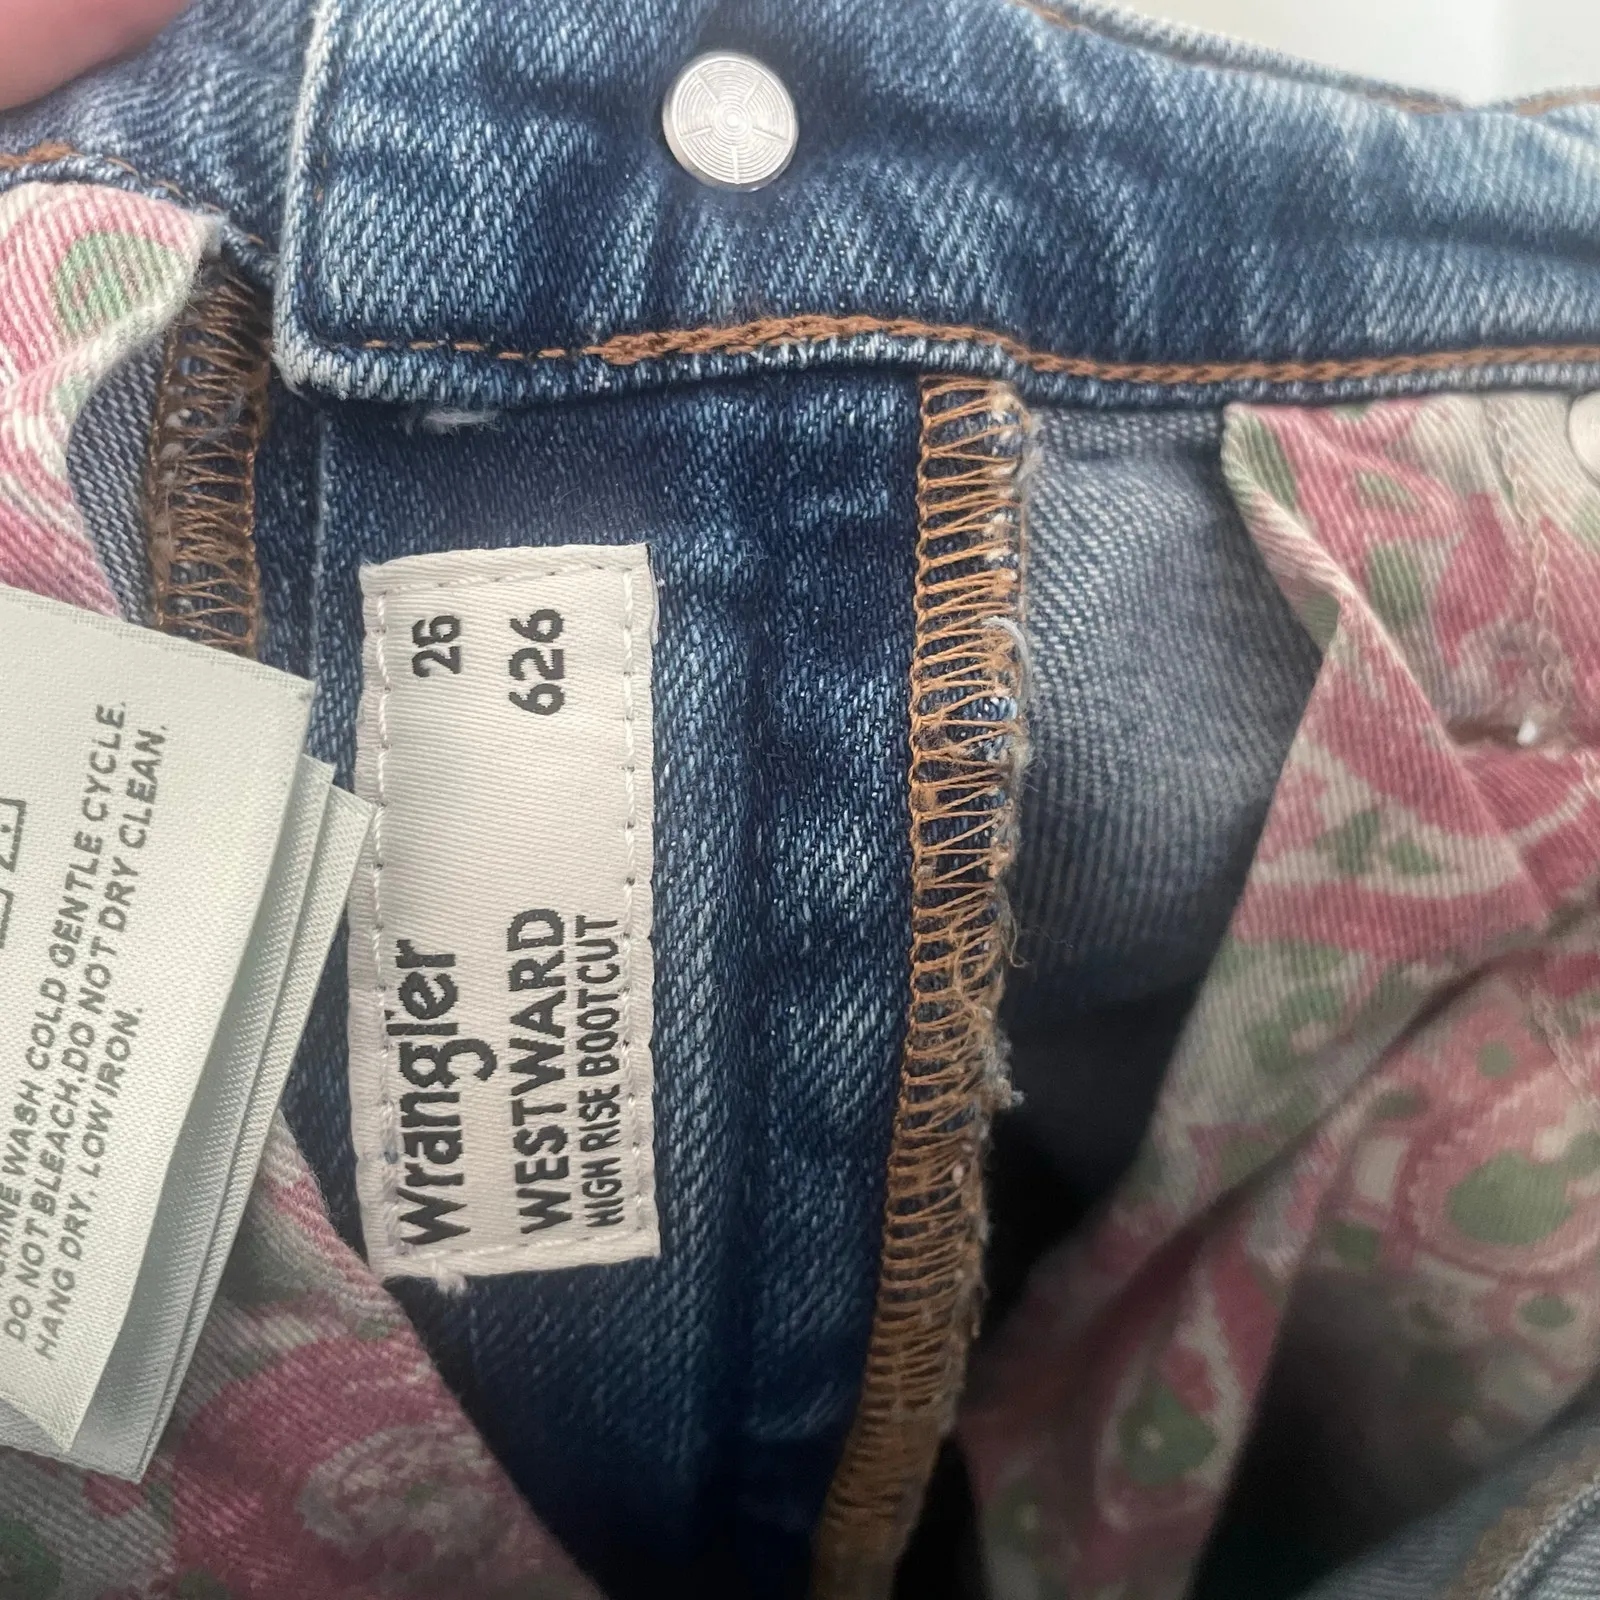 Wrangler 26
WESTWARD 626
HIGH RISE BOOTCUT
WASH COLD GENTLE CYCLE.
DO NOT BLEACH.DO NOT DRY CLEAN.
HANG DRY. LOW IRON.